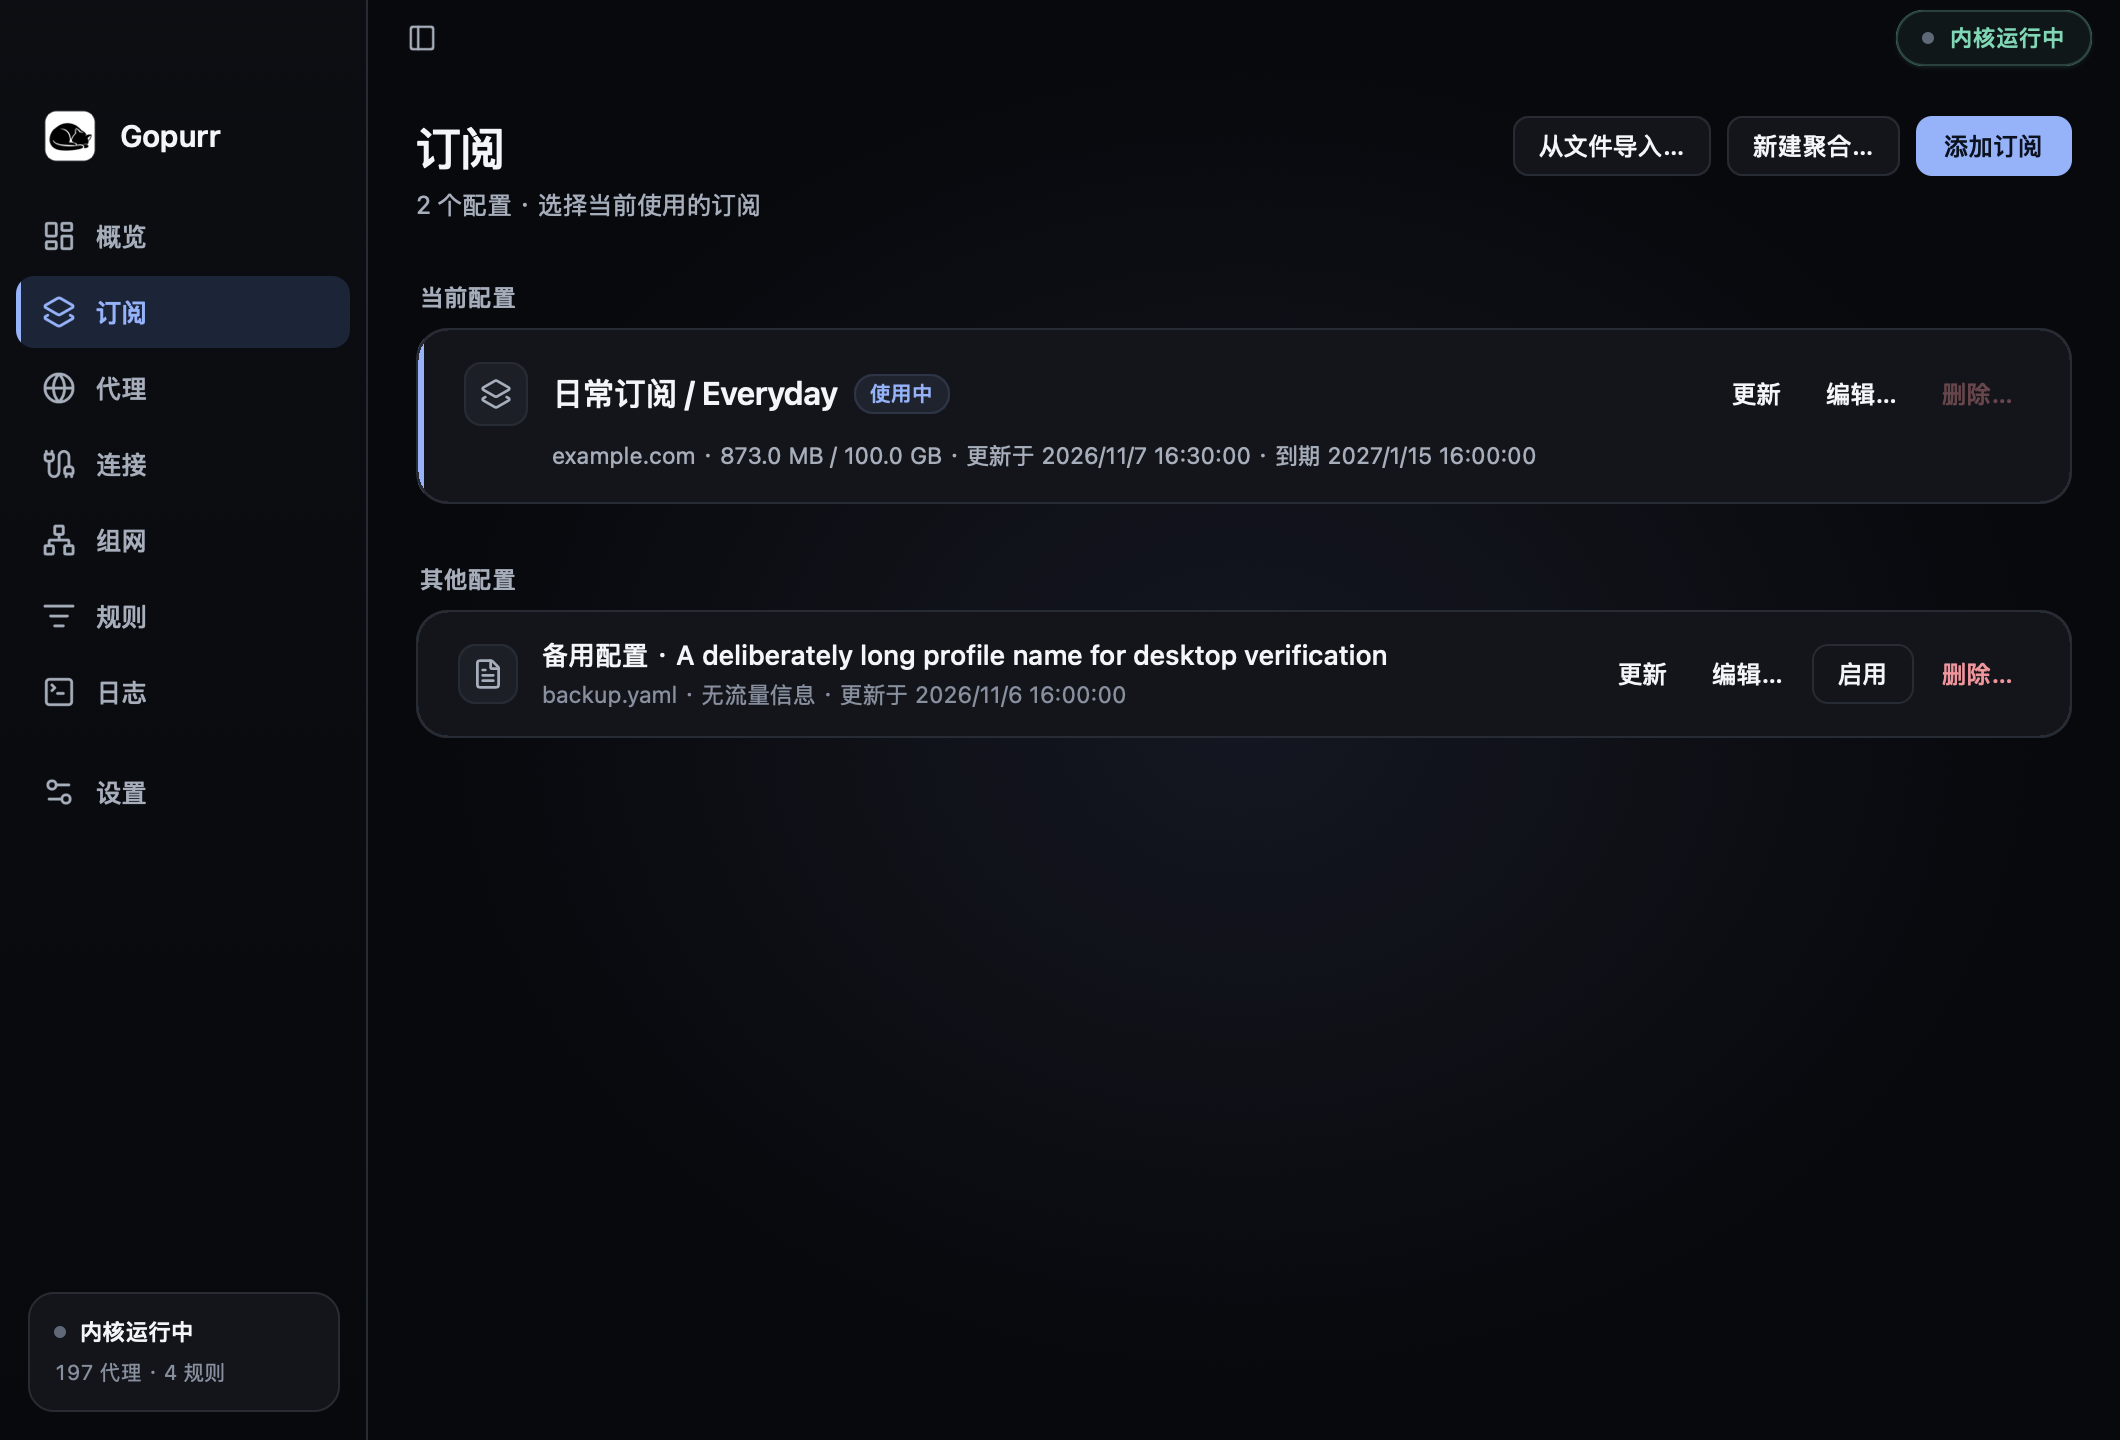 内核运行中
Gopurr
概览
订阅
代理
连接
组网
规则
日志
设置
内核运行中
197 代理 · 4 规则
订阅
2 个配置 · 选择当前使用的订阅
从文件导入...
新建聚合...
添加订阅
当前配置
日常订阅 / Everyday 使用中
更新 编辑... 删除...
example.com · 873.0 MB / 100.0 GB · 更新于 2026/11/7 16:30:00 · 到期 2027/1/15 16:00:00
其他配置
备用配置 · A deliberately long profile name for desktop verification
backup.yaml · 无流量信息 · 更新于 2026/11/6 16:00:00
更新 编辑... 启用 删除...